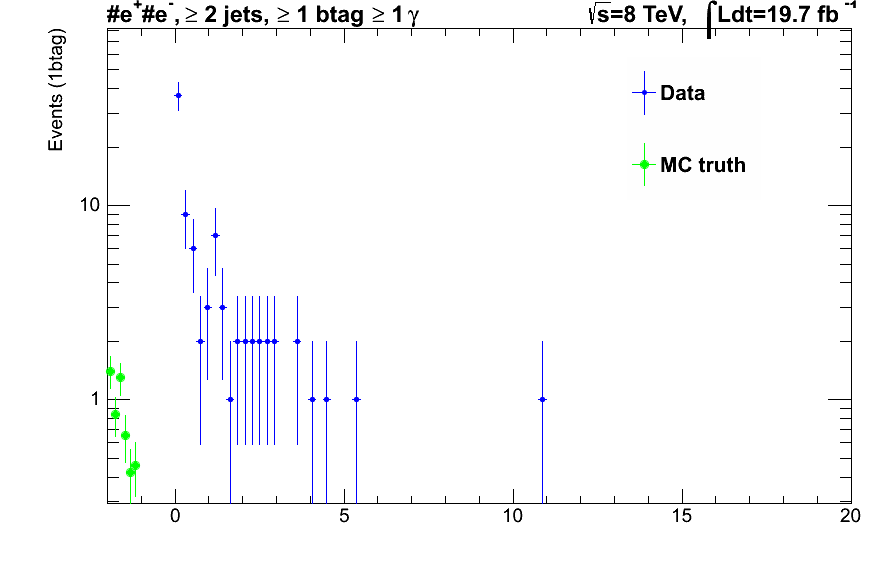 #e+#e-, ≥ 2 jets, ≥ 1 btag ≥ 1 γ
√s=8 TeV, ∫Ldt=19.7 fb-1
Events (1btag)
Data
MC truth
10
1
0 5 10 15 20